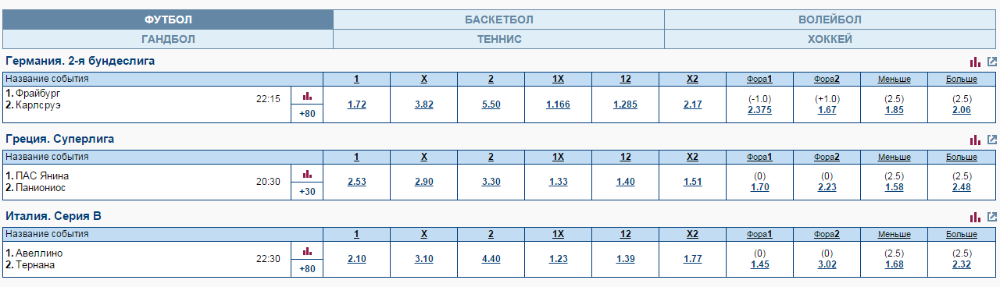 ФУТБОЛ БАСКЕТБОЛ ВОЛЕЙБОЛ
ГАНДБОЛ ТЕННИС ХОККЕЙ
Германия. 2-я бундеслига
Название события 1 X 2 1X 12 X2 Фора1 Фора2 Меньше Больше
1. Фрайбург
2. Карлсруэ 22:15 +80 1.72 3.82 5.50 1.166 1.285 2.17 (-1.0) 2.375 (+1.0) 1.67 (2.5) 1.85 (2.5) 2.06
Греция. Суперлига
Название события 1 X 2 1X 12 X2 Фора1 Фора2 Меньше Больше
1. ПАС Янина
2. Паниониос 20:30 +30 2.53 2.90 3.30 1.33 1.40 1.51 (0) 1.70 (0) 2.23 (2.5) 1.58 (2.5) 2.48
Италия. Серия B
Название события 1 X 2 1X 12 X2 Фора1 Фора2 Меньше Больше
1. Авеллино
2. Тернана 22:30 +80 2.10 3.10 4.40 1.23 1.39 1.77 (0) 1.45 (0) 3.02 (2.5) 1.68 (2.5) 2.32